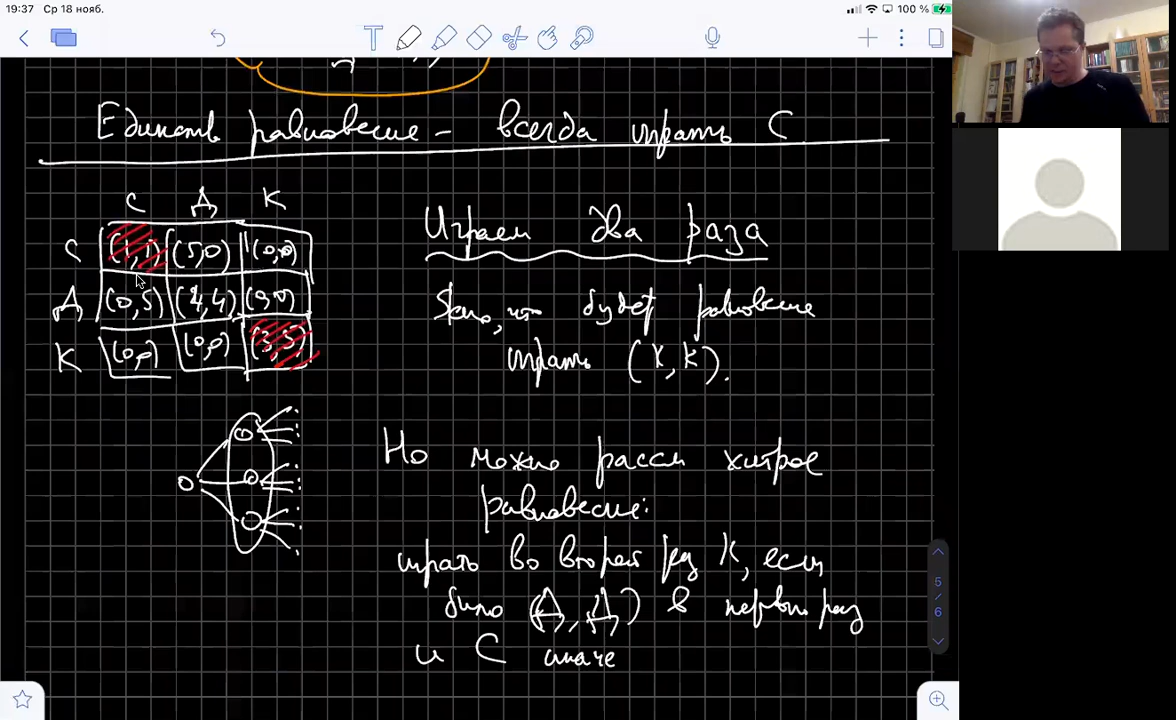 19:37 Ср 18 нояб.
100 %
Единств равновесие – всегда играть С
С Д К
С (1,1) (5,0) (0,0)
Д (0,5) (4,4) (0,0)
К (0,0) (0,0) (3,3)
Играем два раза
Ясно, что будет равновесие
играть (К, К).
Но можно рассм хитрое
равновесие:
играть во второй раз К, если
было (Д, Д) в первый раз
и С иначе
5
/
6